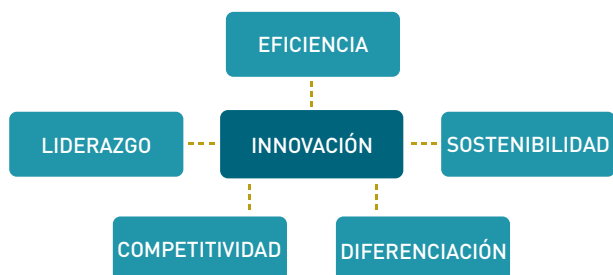 EFICIENCIA
LIDERAZGO
INNOVACIÓN
SOSTENIBILIDAD
COMPETITIVIDAD
DIFERENCIACIÓN